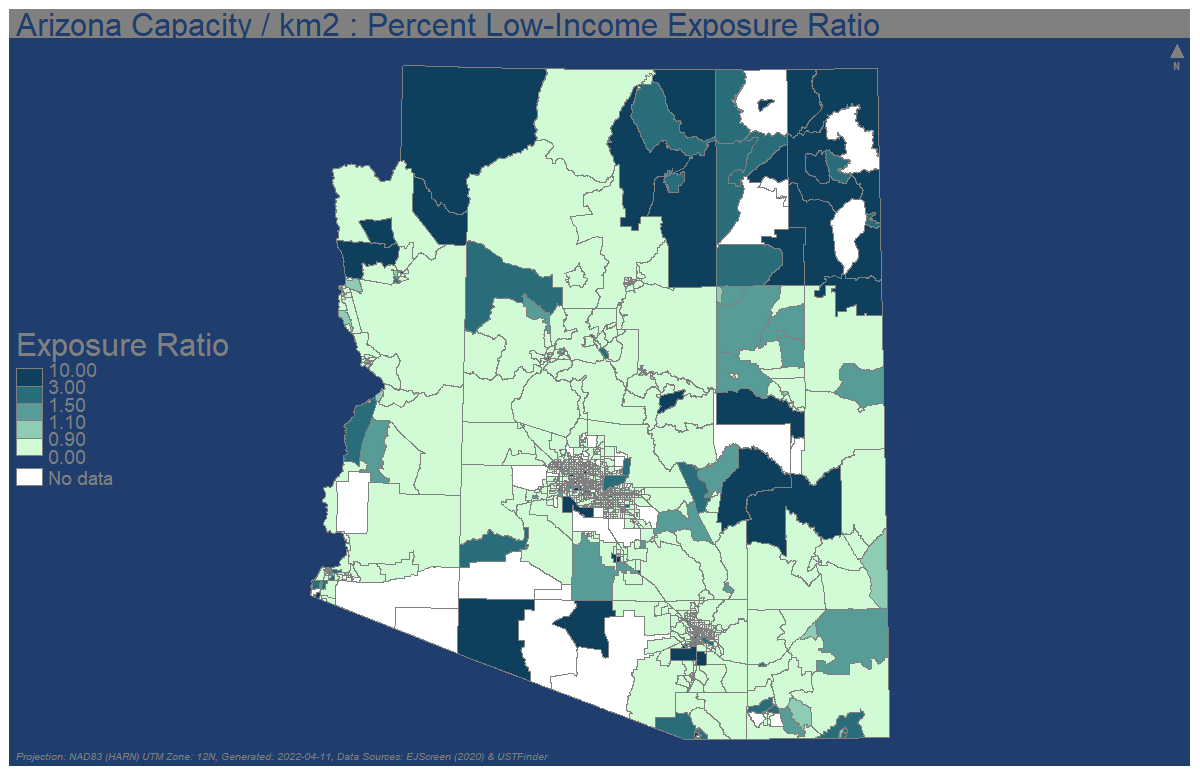 Arizona Capacity / km2 : Percent Low-Income Exposure Ratio
N
Exposure Ratio
10.00
3.00
1.50
1.10
0.90
0.00
No data
Projection: NAD83 (HARN) UTM Zone: 12N, Generated: 2022-04-11, Data Sources: EJScreen (2020) & USTFinder